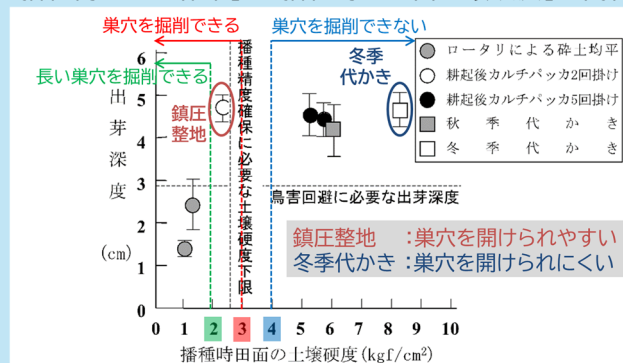 巣穴を掘削できる
巣穴を掘削できない
長い巣穴を掘削できる
鎮圧
整地
冬季
代かき
ロータリによる砕土均平
耕起後カルチパッカ2回掛け
耕起後カルチパッカ5回掛け
秋季代かき
冬季代かき
播種精度確保に必要な土壌硬度下限
鳥害回避に必要な出芽深度
鎮圧整地：巣穴を開けられやすい
冬季代かき：巣穴を開けられにくい
出芽深度
(cm)
6
5
4
3
2
1
0
0 1 2 3 4 5 6 7 8 9 10
播種時田面の土壌硬度(kgf/cm²)